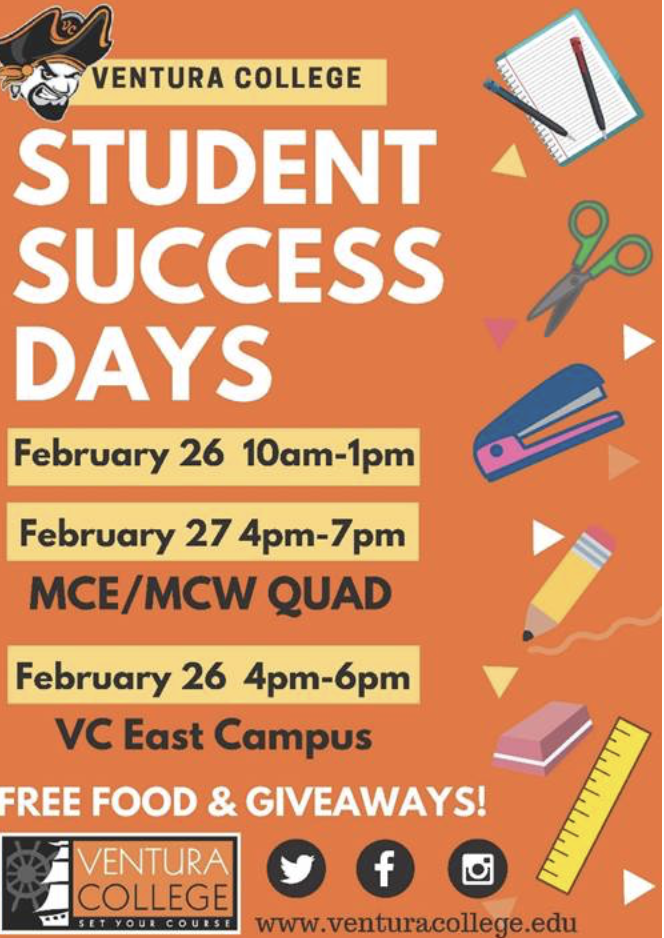 VC
VENTURA COLLEGE
STUDENT
SUCCESS
DAYS
February 26 10am-1pm
February 27 4pm-7pm
MCE/MCW QUAD
February 26 4pm-6pm
VC East Campus
FREE FOOD & GIVEAWAYS!
VENTURA
COLLEGE
SET YOUR COURSE
www.venturacollege.edu